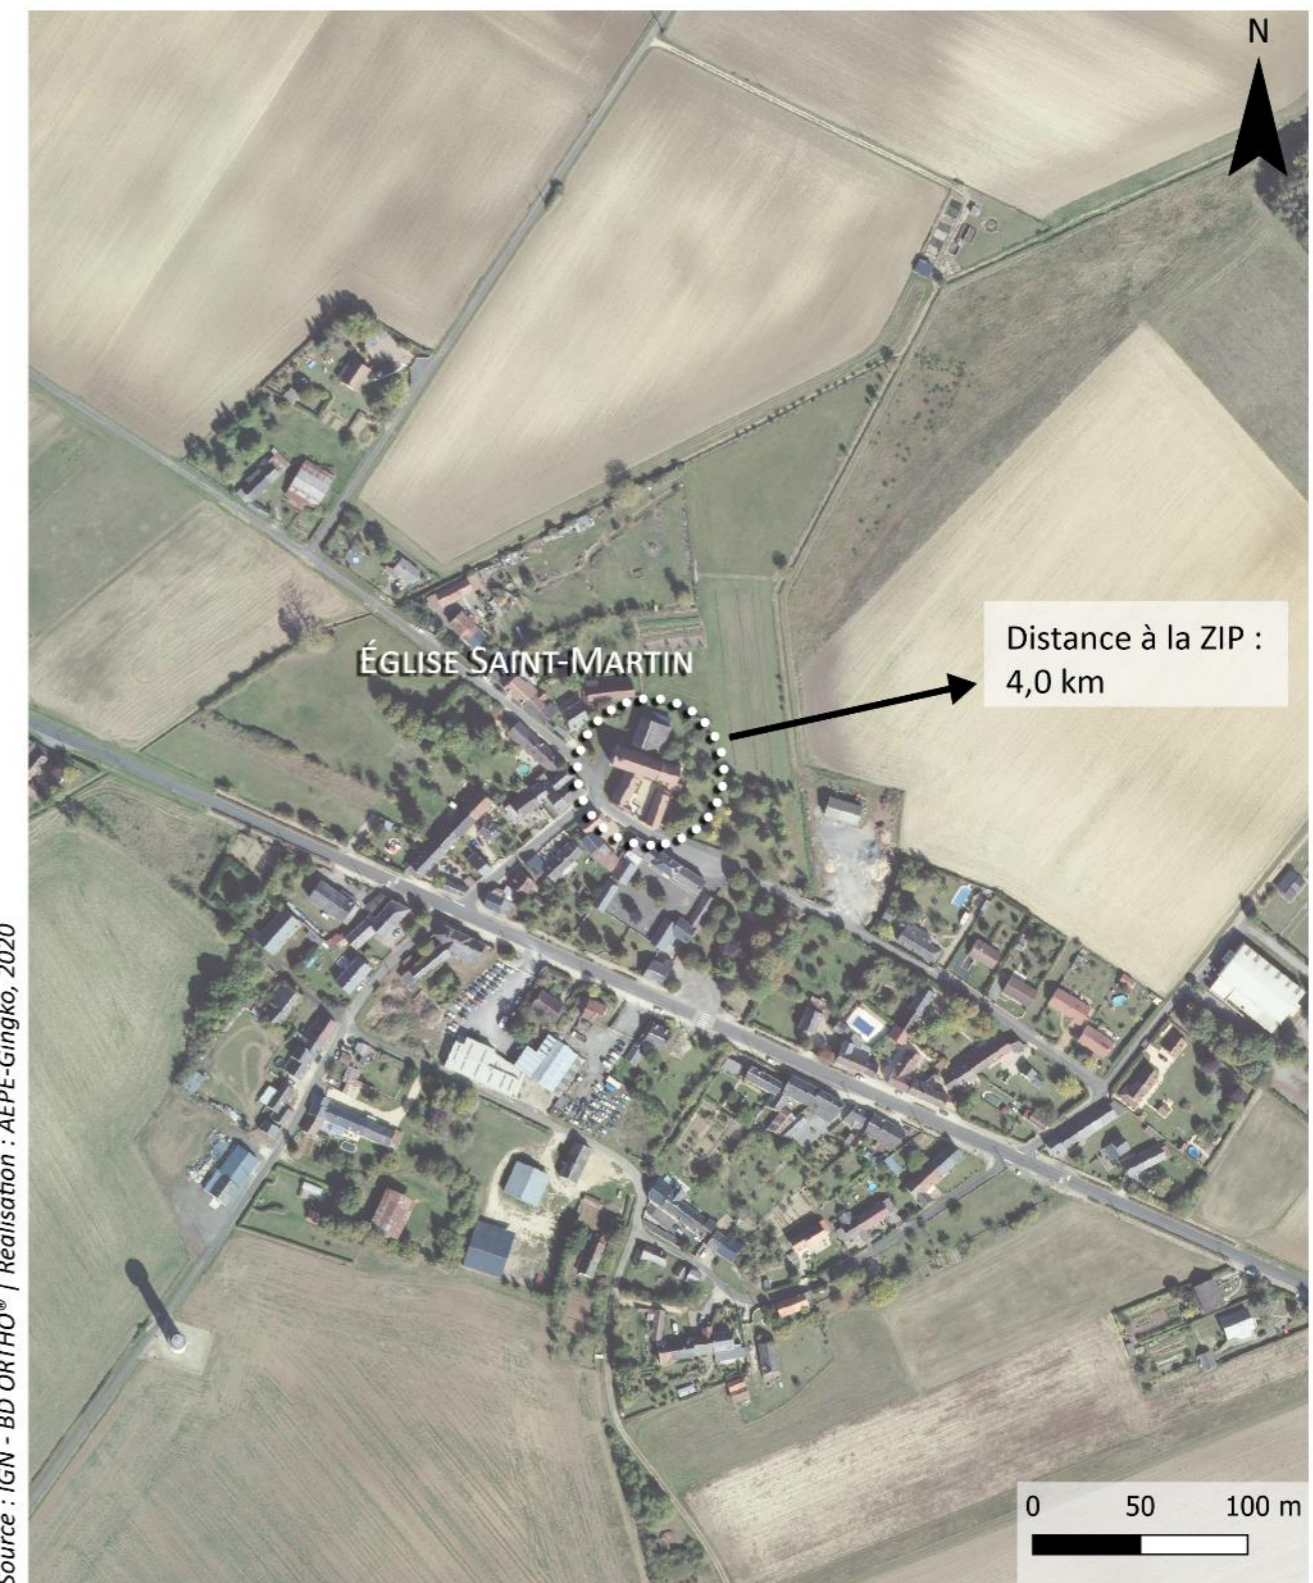 N
ÉGLISE SAINT-MARTIN
Distance à la ZIP :
4,0 km
0 50 100 m
Source : IGN - BD ORTHO® | Réalisation : AEPE-Gingko, 2020